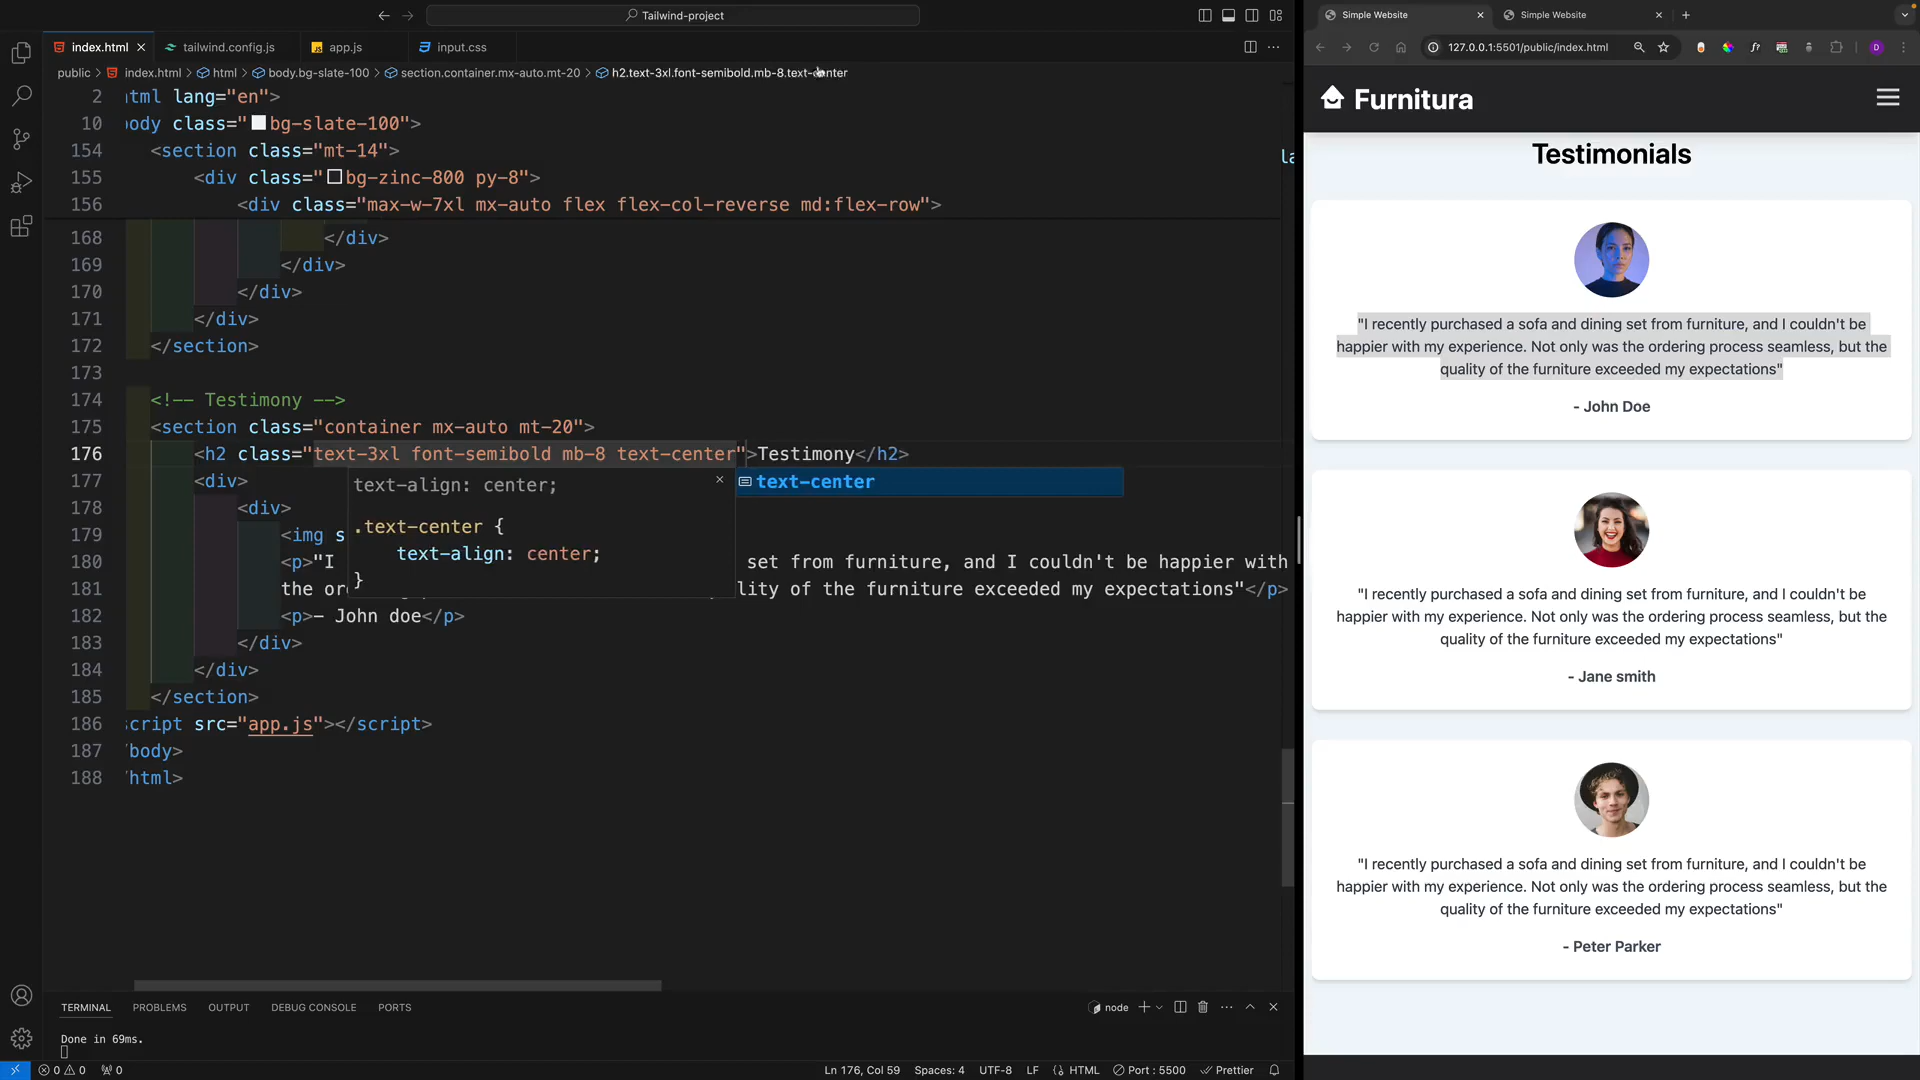 Tailwind-project
index.html
tailwind.config.js
app.js
input.css
public > index.html > html > body.bg-slate-100 > section.container.mx-auto.mt-20 > h2.text-3xl.font-semibold.mb-8.text-center
2 html lang="en">
10 body class="bg-slate-100">
154 <section class="mt-14">
155 <div class="bg-zinc-800 py-8">
156 <div class="max-w-7xl mx-auto flex flex-col-reverse md:flex-row">
168 </div>
169 </div>
170 </div>
171 </div>
172 </section>
173
174 <!-- Testimony -->
175 <section class="container mx-auto mt-20">
176 <h2 class="text-3xl font-semibold mb-8 text-center">Testimony</h2>
177 <div>
text-align: center;
text-center
178 <div>
.text-center {
179 <img s
text-align: center;
180 <p>"I set from furniture, and I couldn't be happier with
}
181 the or lity of the furniture exceeded my expectations"</p>
182 <p>- John doe</p>
183 </div>
184 </div>
185 </section>
186 script src="app.js"></script>
187 /body>
188 /html>
TERMINAL PROBLEMS OUTPUT DEBUG CONSOLE PORTS
node
Done in 69ms.
0 0 0
Ln 176, Col 59 Spaces: 4 UTF-8 LF HTML Port : 5500 Prettier
Simple Website
Simple Website
127.0.0.1:5501/public/index.html
D
Furnitura
Testimonials
"I recently purchased a sofa and dining set from furniture, and I couldn't be
happier with my experience. Not only was the ordering process seamless, but the
quality of the furniture exceeded my expectations"
- John Doe
"I recently purchased a sofa and dining set from furniture, and I couldn't be
happier with my experience. Not only was the ordering process seamless, but the
quality of the furniture exceeded my expectations"
- Jane smith
"I recently purchased a sofa and dining set from furniture, and I couldn't be
happier with my experience. Not only was the ordering process seamless, but the
quality of the furniture exceeded my expectations"
- Peter Parker